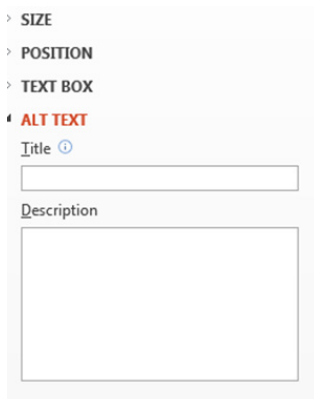 SIZE
POSITION
TEXT BOX
ALT TEXT
Title
Description